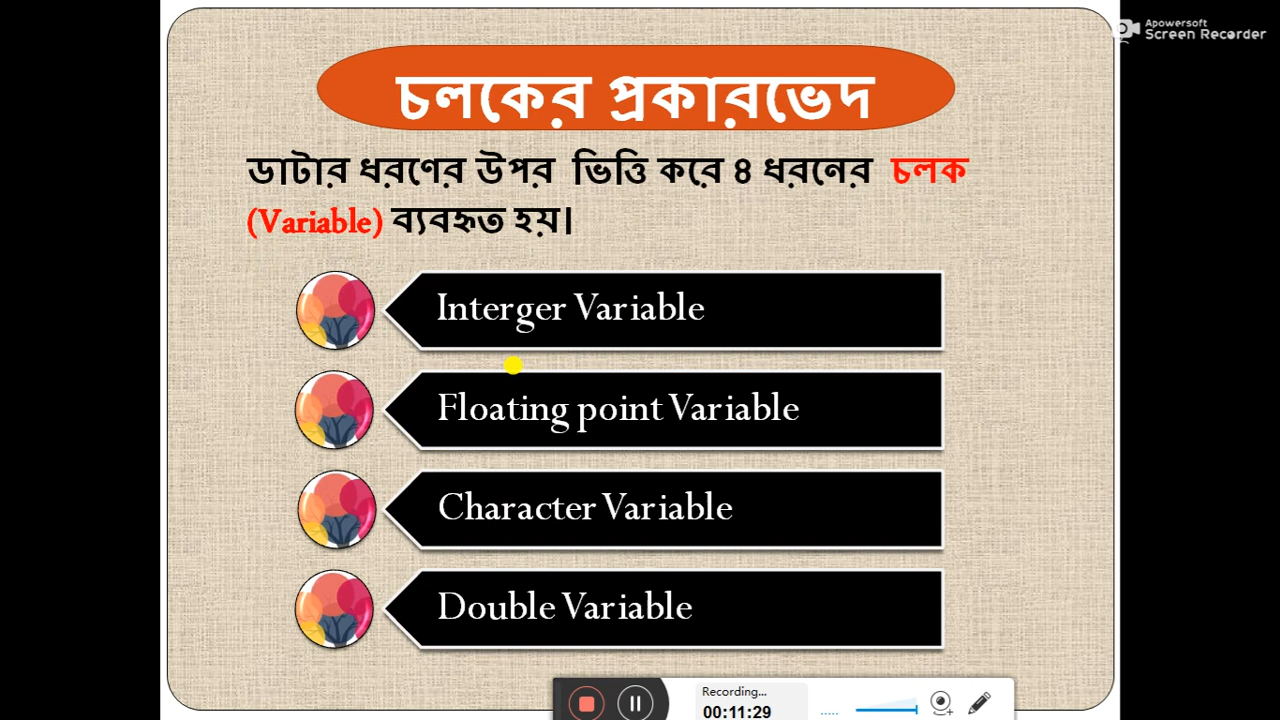 Apowersoft
Screen Recorder
চলকের প্রকারভেদ
ডাটার ধরণের উপর ভিত্তি করে ৪ ধরনের চলক
(Variable) ব্যবহৃত হয়।
Interger Variable
Floating point Variable
Character Variable
Double Variable
Recording...
00:11:29